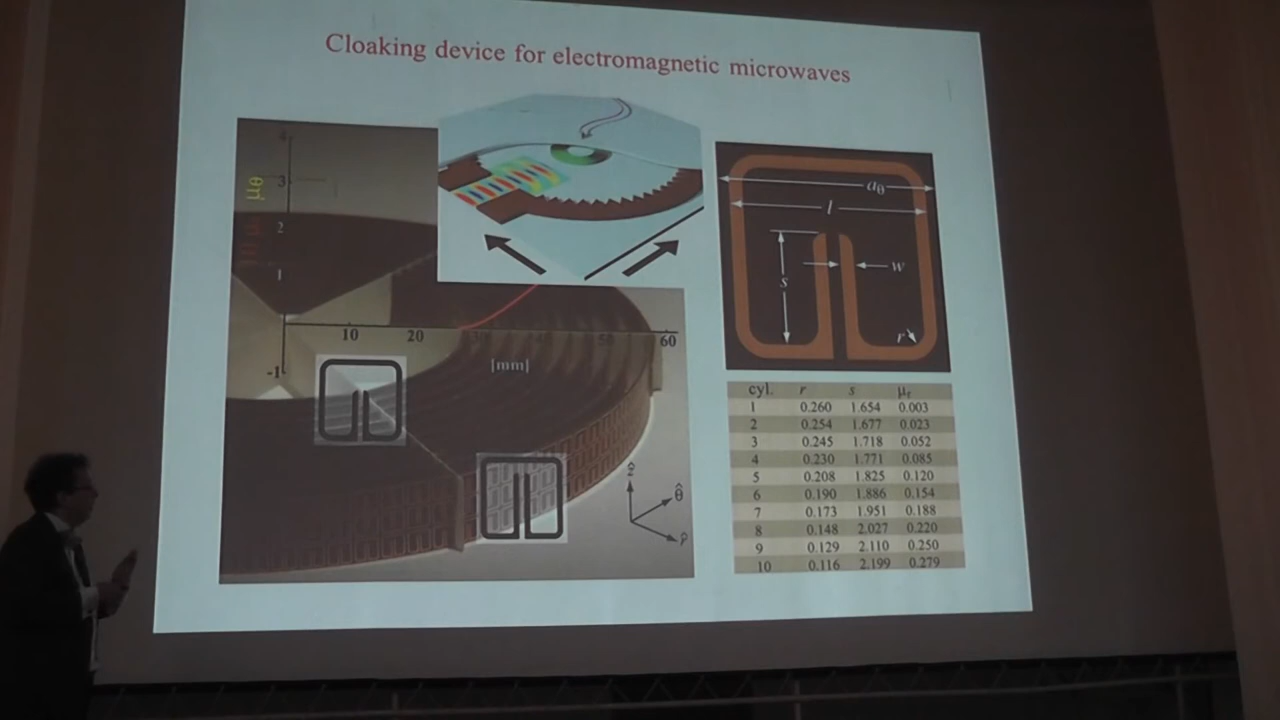 Cloaking device for electromagnetic microwaves
4
3
μθ
2
1
10 20 30 40 50 60
[mm]
-1
ẑ
θ̂
ρ̂
aθ
l
w
s
r
cyl. r s μr
1 0.260 1.654 0.003
2 0.254 1.677 0.023
3 0.245 1.718 0.052
4 0.230 1.771 0.085
5 0.208 1.825 0.120
6 0.190 1.886 0.154
7 0.173 1.951 0.188
8 0.148 2.027 0.220
9 0.129 2.110 0.250
10 0.116 2.199 0.279